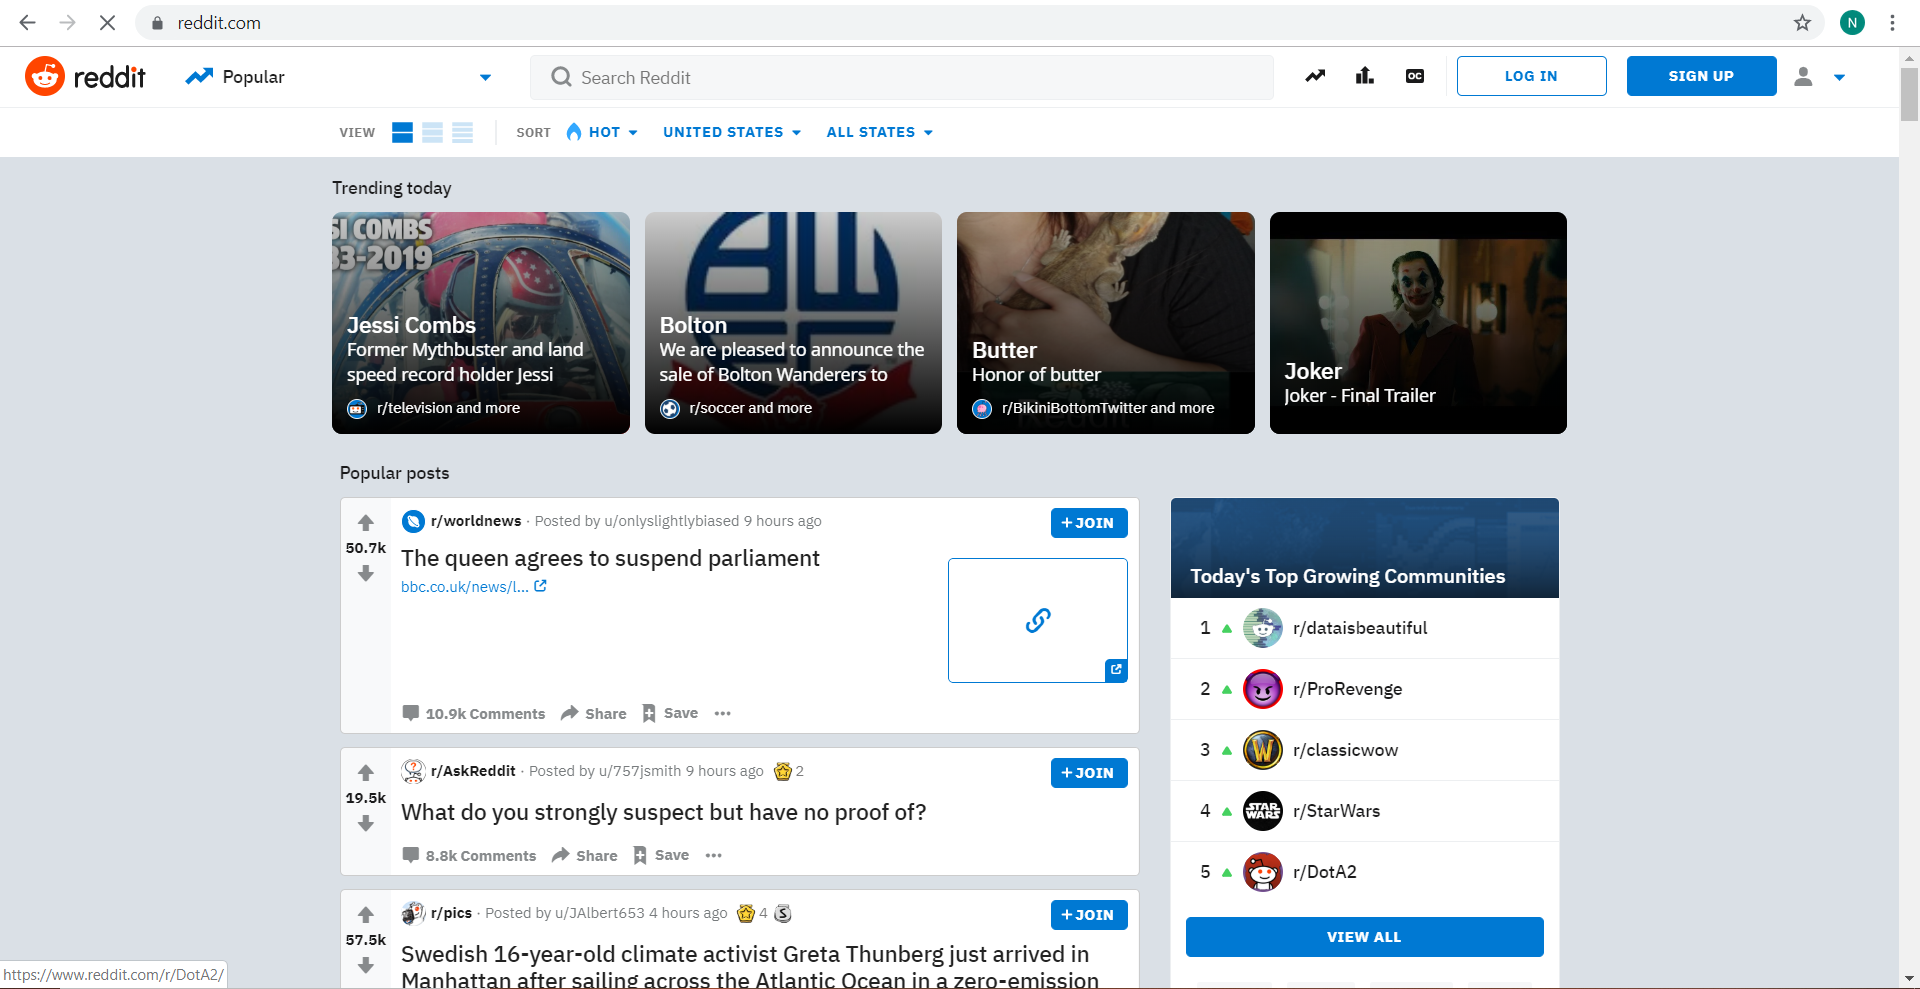 reddit.com
N
reddit
Popular
Search Reddit
OC
LOG IN
SIGN UP
VIEW
SORT
HOT
UNITED STATES
ALL STATES
Trending today
SI COMBS
33-2019
Jessi Combs
Former Mythbuster and land
speed record holder Jessi
r/television and more
Bolton
We are pleased to announce the
sale of Bolton Wanderers to
r/soccer and more
Butter
Honor of butter
r/BikiniBottomTwitter and more
Joker
Joker - Final Trailer
Popular posts
r/worldnews · Posted by u/onlyslightlybiased 9 hours ago
+ JOIN
50.7k
The queen agrees to suspend parliament
bbc.co.uk/news/l...
10.9k Comments
Share
Save
r/AskReddit · Posted by u/757jsmith 9 hours ago 2
+ JOIN
19.5k
What do you strongly suspect but have no proof of?
8.8k Comments
Share
Save
r/pics · Posted by u/JAlbert653 4 hours ago 4 S
+ JOIN
57.5k
Swedish 16-year-old climate activist Greta Thunberg just arrived in
Manhattan after sailing across the Atlantic Ocean in a zero-emission
Today's Top Growing Communities
1 r/dataisbeautiful
2 r/ProRevenge
3 W r/classicwow
4 STAR WARS r/StarWars
5 r/DotA2
VIEW ALL
https://www.reddit.com/r/DotA2/